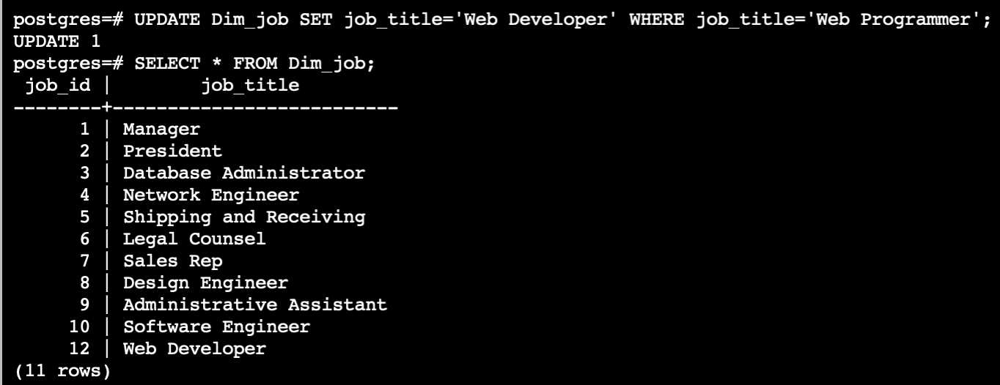 postgres=# UPDATE Dim_job SET job_title='Web Developer' WHERE job_title='Web Programmer';
UPDATE 1
postgres=# SELECT * FROM Dim_job;
 job_id |        job_title
--------+--------------------------
      1 | Manager
      2 | President
      3 | Database Administrator
      4 | Network Engineer
      5 | Shipping and Receiving
      6 | Legal Counsel
      7 | Sales Rep
      8 | Design Engineer
      9 | Administrative Assistant
     10 | Software Engineer
     12 | Web Developer
(11 rows)